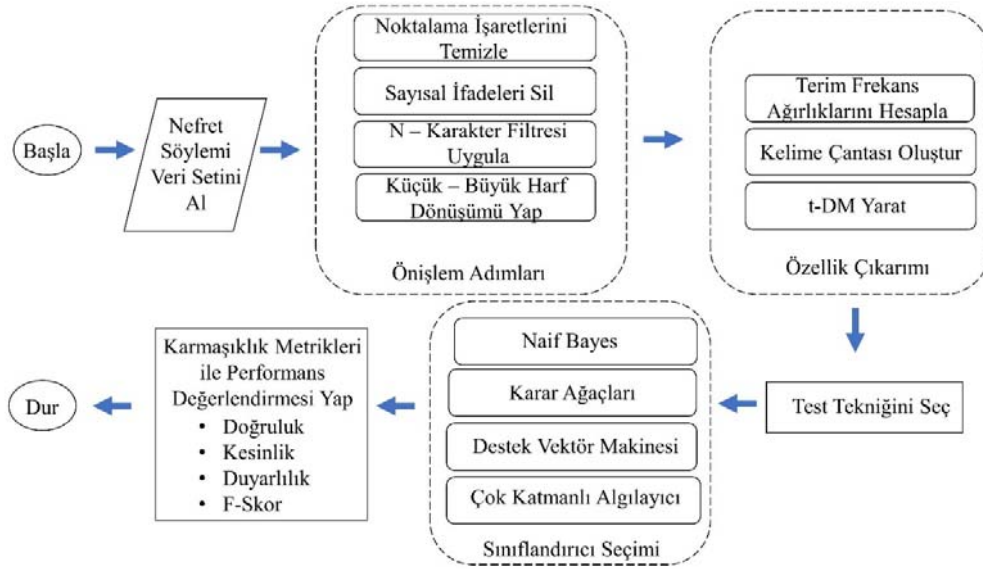 Başla
Nefret
Söylemi
Veri Setini
Al
Noktalama İşaretlerini
Temizle
Sayısal İfadeleri Sil
N – Karakter Filtresi
Uygula
Küçük – Büyük Harf
Dönüşümü Yap
Önişlem Adımları
Terim Frekans
Ağırlıklarını Hesapla
Kelime Çantası Oluştur
t-DM Yarat
Özellik Çıkarımı
Test Tekniğini Seç
Naif Bayes
Karar Ağaçları
Destek Vektör Makinesi
Çok Katmanlı Algılayıcı
Sınıflandırıcı Seçimi
Karmaşıklık Metrikleri
ile Performans
Değerlendirmesi Yap
• Doğruluk
• Kesinlik
• Duyarlılık
• F-Skor
Dur